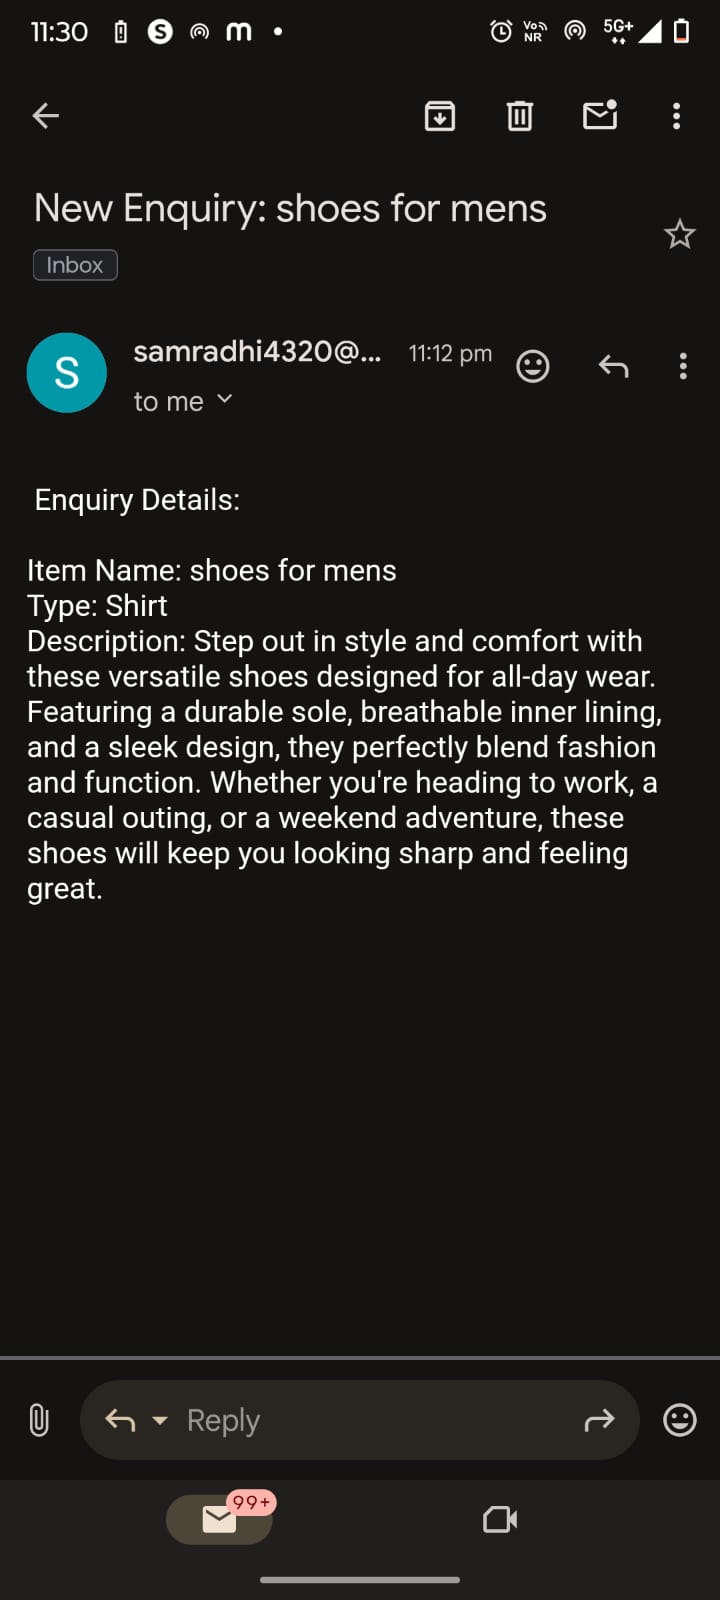 11:30
S
m
Vo
NR
5G+
New Enquiry: shoes for mens
Inbox
S
samradhi4320@... 11:12 pm
to me
Enquiry Details:
Item Name: shoes for mens
Type: Shirt
Description: Step out in style and comfort with
these versatile shoes designed for all-day wear.
Featuring a durable sole, breathable inner lining,
and a sleek design, they perfectly blend fashion
and function. Whether you're heading to work, a
casual outing, or a weekend adventure, these
shoes will keep you looking sharp and feeling
great.
Reply
99+